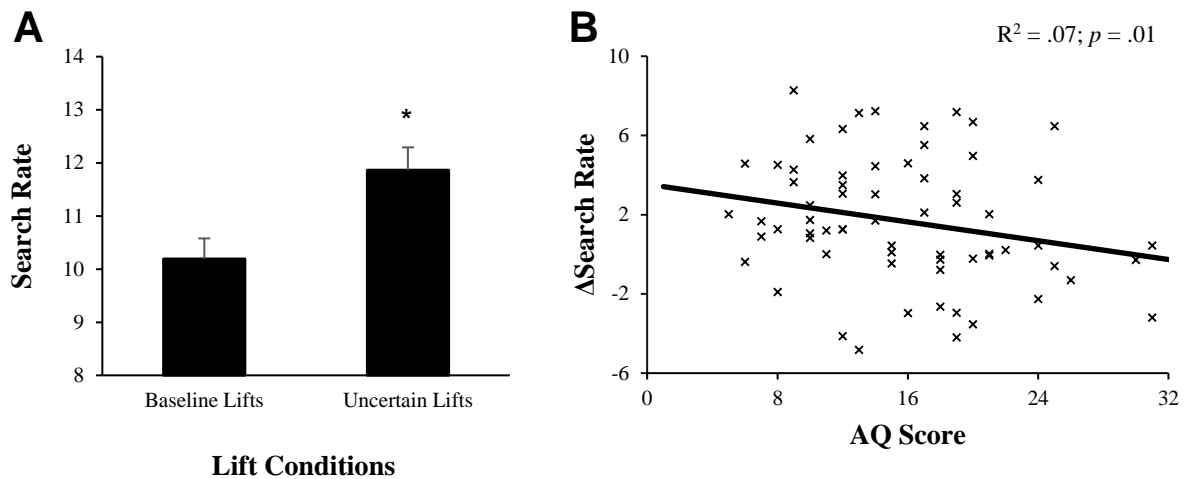 A
14
13
12
11
10
9
8
Search Rate
*
Baseline Lifts
Uncertain Lifts
Lift Conditions
B
R² = .07; p = .01
10
6
2
-2
-6
ΔSearch Rate
0
8
16
24
32
AQ Score